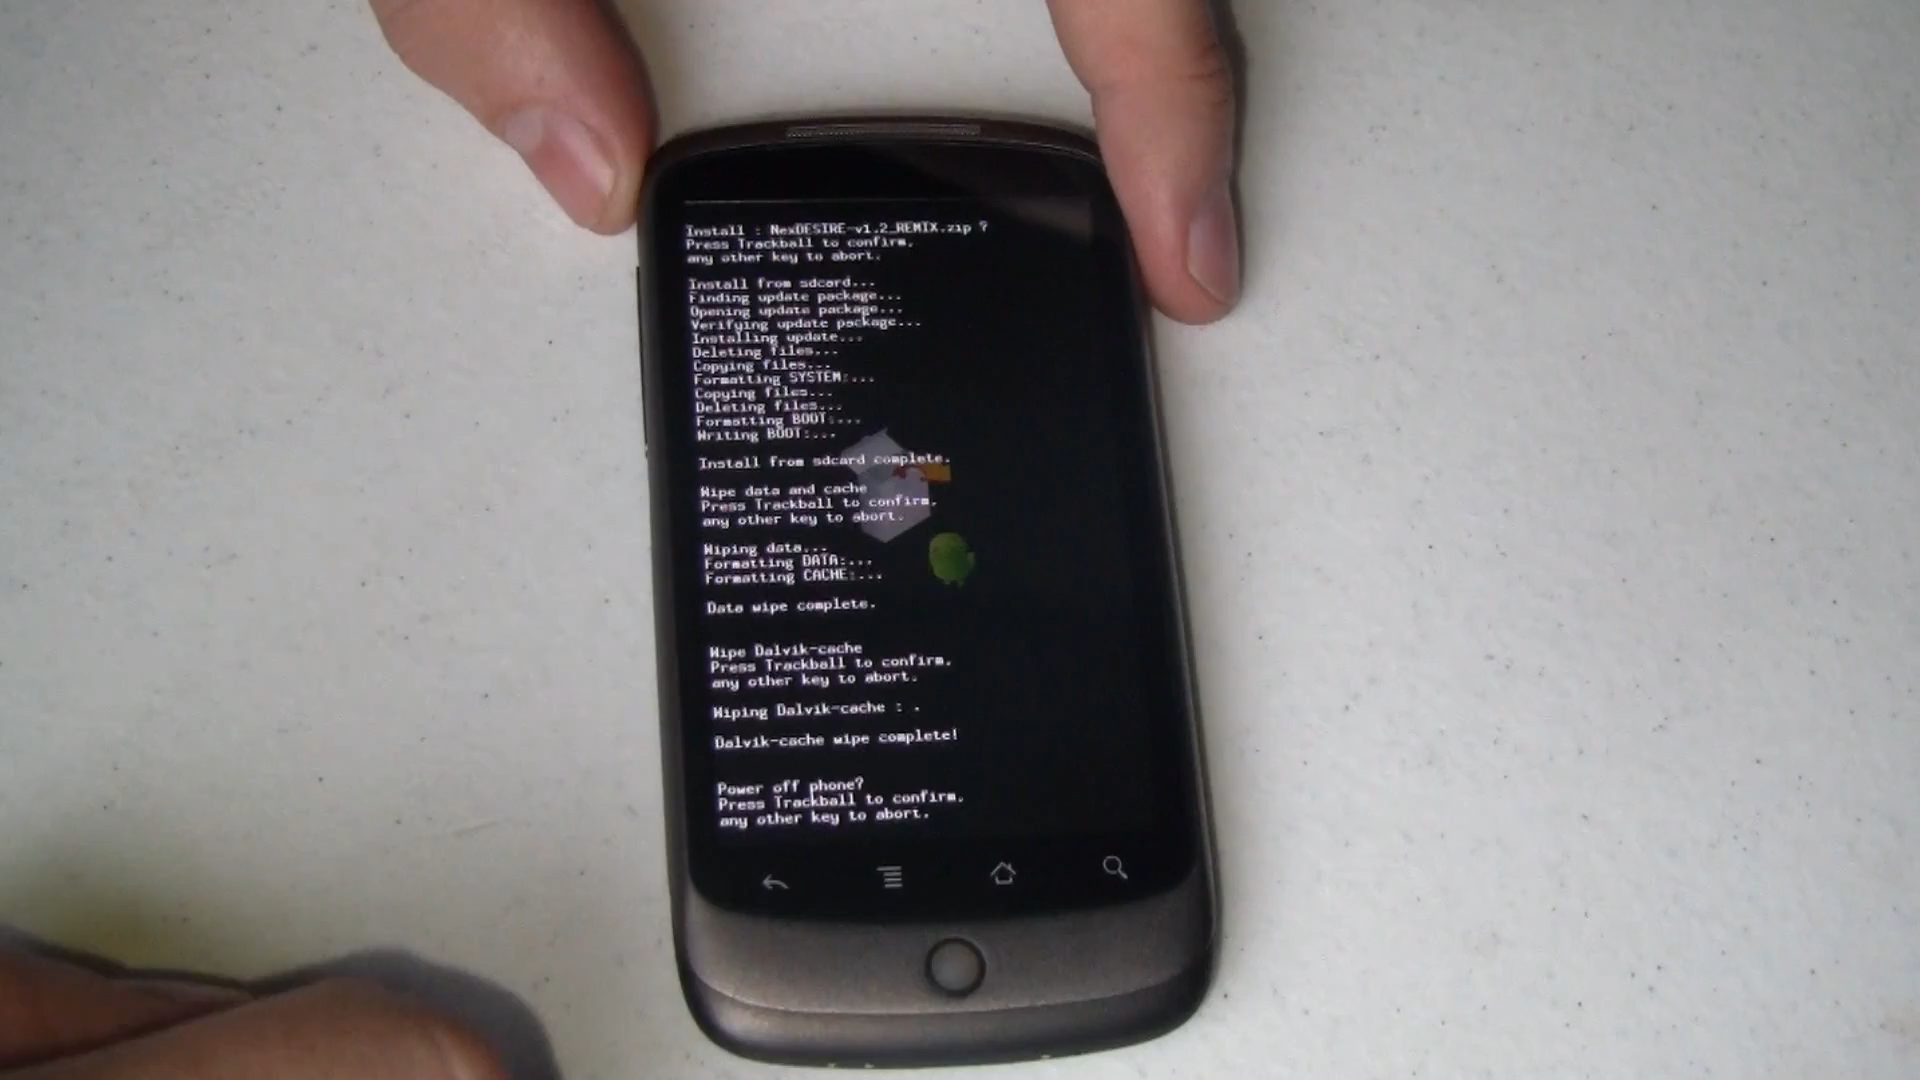 Install : NexDESIRE-v1.2_REMIX.zip ?
Press Trackball to confirm,
any other key to abort.
Install from sdcard...
Finding update package...
Opening update package...
Verifying update package...
Installing update...
Deleting files...
Copying files...
Formatting SYSTEM:...
Copying files...
Deleting files...
Formatting BOOT:...
Writing BOOT:...
Install from sdcard complete.
Wipe data and cache
Press Trackball to confirm,
any other key to abort.
Wiping data...
Formatting DATA:...
Formatting CACHE:...
Data wipe complete.
Wipe Dalvik-cache
Press Trackball to confirm,
any other key to abort.
Wiping Dalvik-cache : .
Dalvik-cache wipe complete!
Power off phone?
Press Trackball to confirm,
any other key to abort.